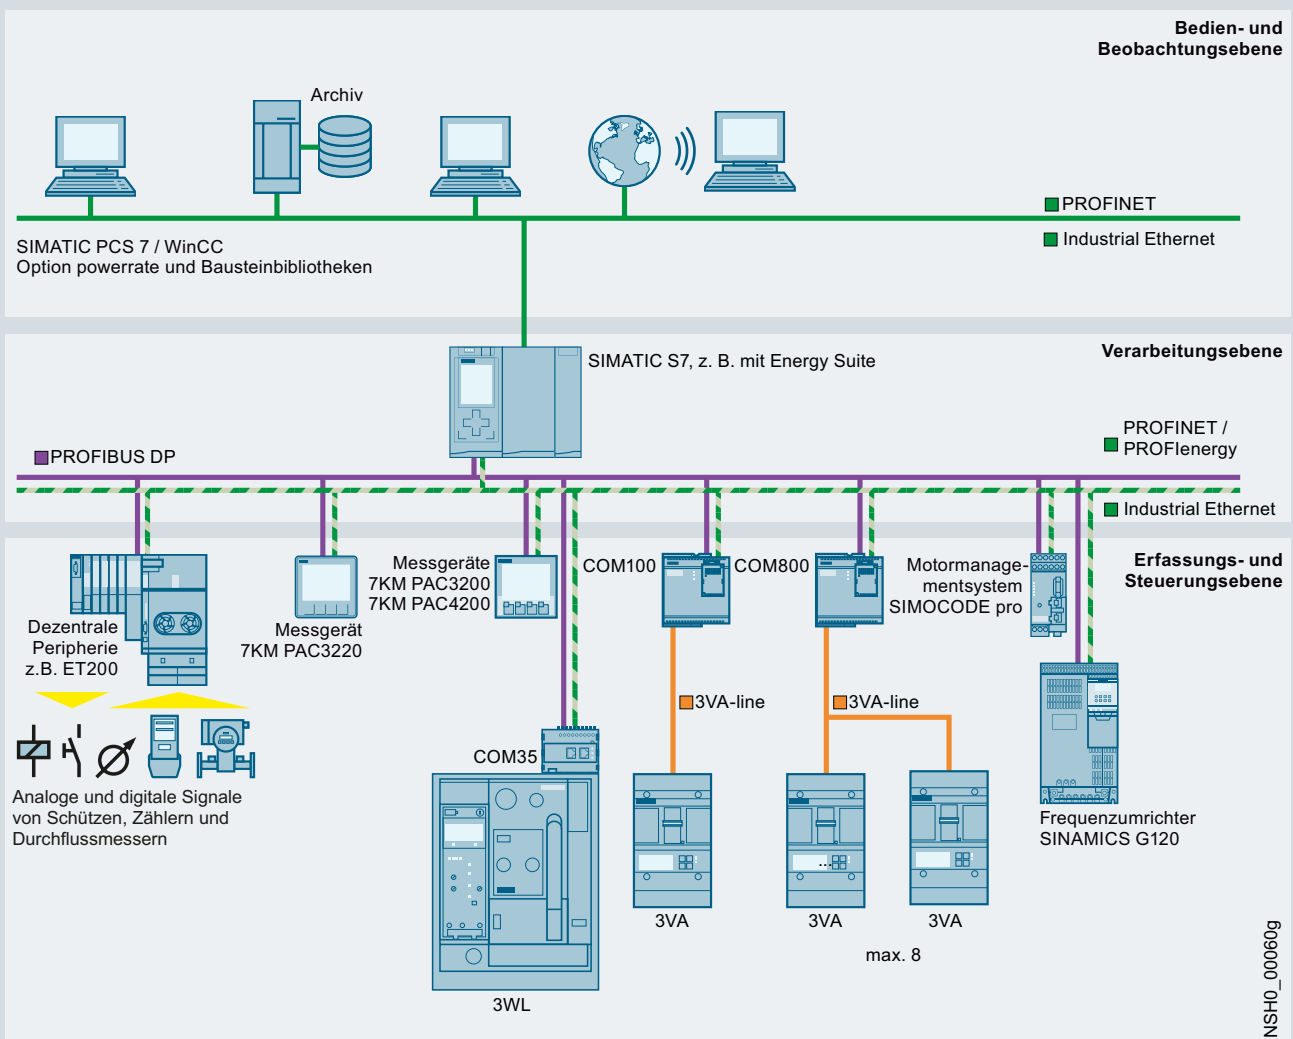 Bedien- und
Beobachtungsebene
Archiv
PROFINET
Industrial Ethernet
SIMATIC PCS 7 / WinCC
Option powerrate und Bausteinbibliotheken
Verarbeitungsebene
SIMATIC S7, z. B. mit Energy Suite
PROFINET /
PROFIenergy
PROFIBUS DP
Industrial Ethernet
Erfassungs- und
Steuerungsebene
Dezentrale
Peripherie
z.B. ET200
Messgerät
7KM PAC3220
Messgeräte
7KM PAC3200
7KM PAC4200
COM100
COM800
Motormanage-
mentsystem
SIMOCODE pro
3VA-line
3VA-line
COM35
Analoge und digitale Signale
von Schützen, Zählern und
Durchflussmessern
Frequenzumrichter
SINAMICS G120
3WL
3VA
3VA
3VA
max. 8
NSH0_00060g